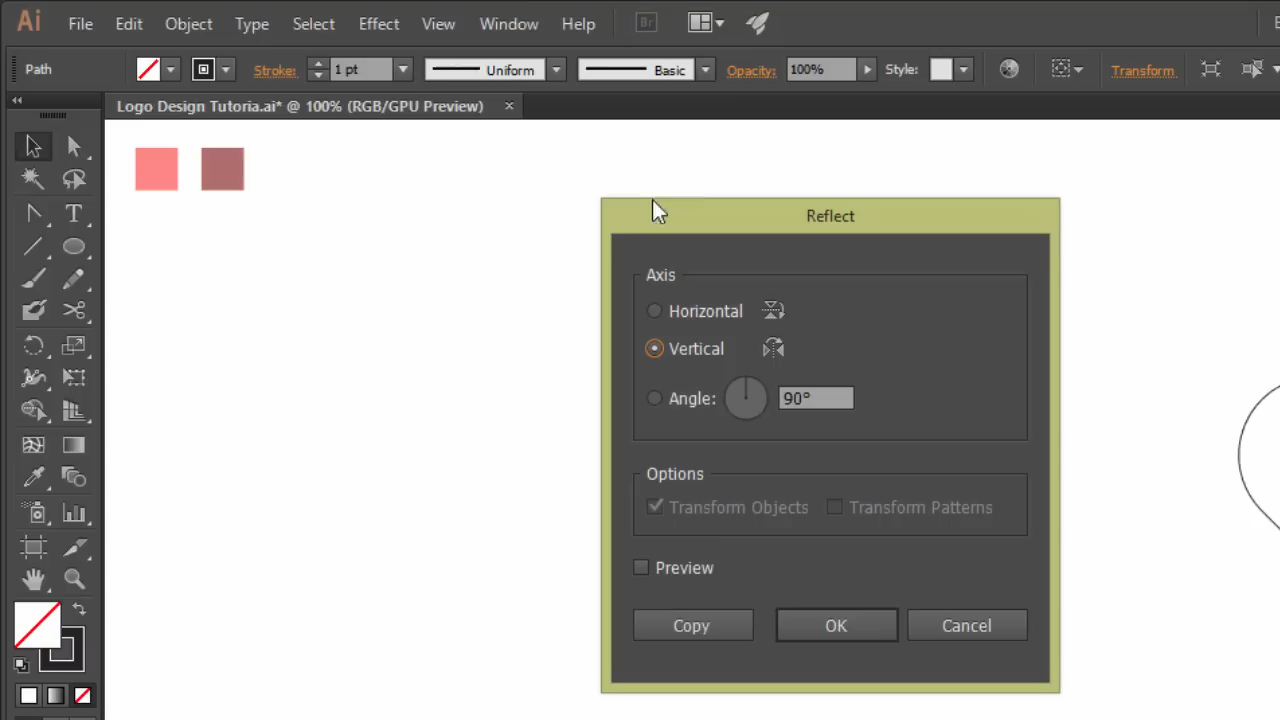 Ai File Edit Object Type Select Effect View Window Help Br
Path Stroke: 1 pt Uniform Basic Opacity: 100% Style: Transform
Logo Design Tutoria.ai* @ 100% (RGB/GPU Preview) ×
T
Reflect
Axis
Horizontal
Vertical
Angle: 90°
Options
Transform Objects Transform Patterns
Preview
Copy OK Cancel